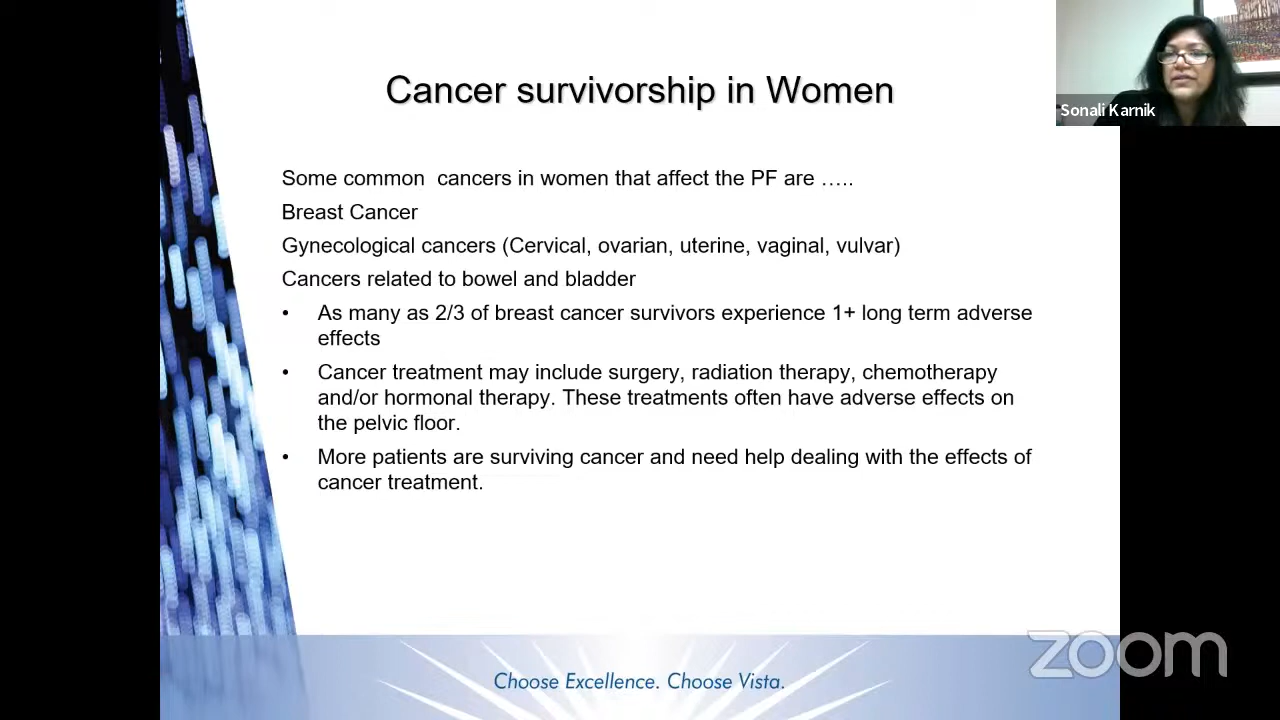 Cancer survivorship in Women
Sonali Karnik
Some common  cancers in women that affect the PF are …..
Breast Cancer
Gynecological cancers (Cervical, ovarian, uterine, vaginal, vulvar)
Cancers related to bowel and bladder
• As many as 2/3 of breast cancer survivors experience 1+ long term adverse
effects
• Cancer treatment may include surgery, radiation therapy, chemotherapy
and/or hormonal therapy. These treatments often have adverse effects on
the pelvic floor.
• More patients are surviving cancer and need help dealing with the effects of
cancer treatment.
zoom
Choose Excellence. Choose Vista.